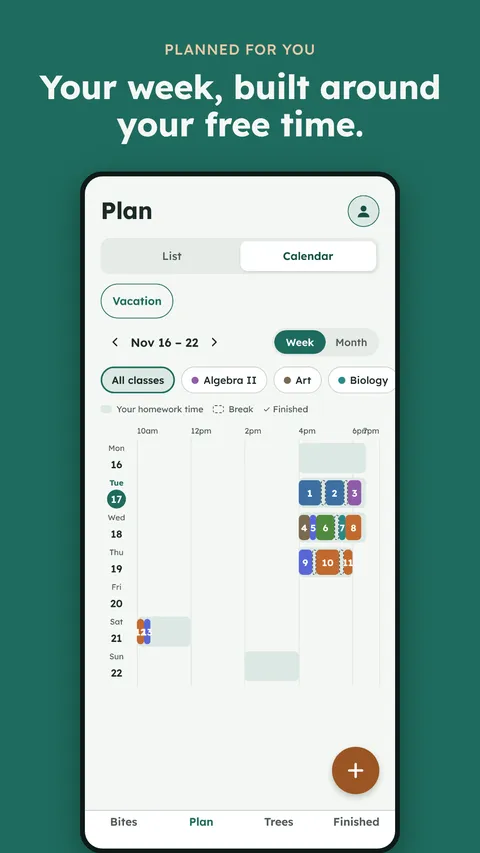 PLANNED FOR YOU
Your week, built around
your free time.
Plan
List Calendar
Vacation
Nov 16 – 22 Week Month
All classes Algebra II Art Biology
Your homework time Break ✓ Finished
10am 12pm 2pm 4pm 6pm 7pm
Mon
16
Tue
17 1 2 3
Wed
18 4 5 6 7 8
Thu
19 9 10 11
Fri
20
Sat
21
Sun
22
+
Bites Plan Trees Finished